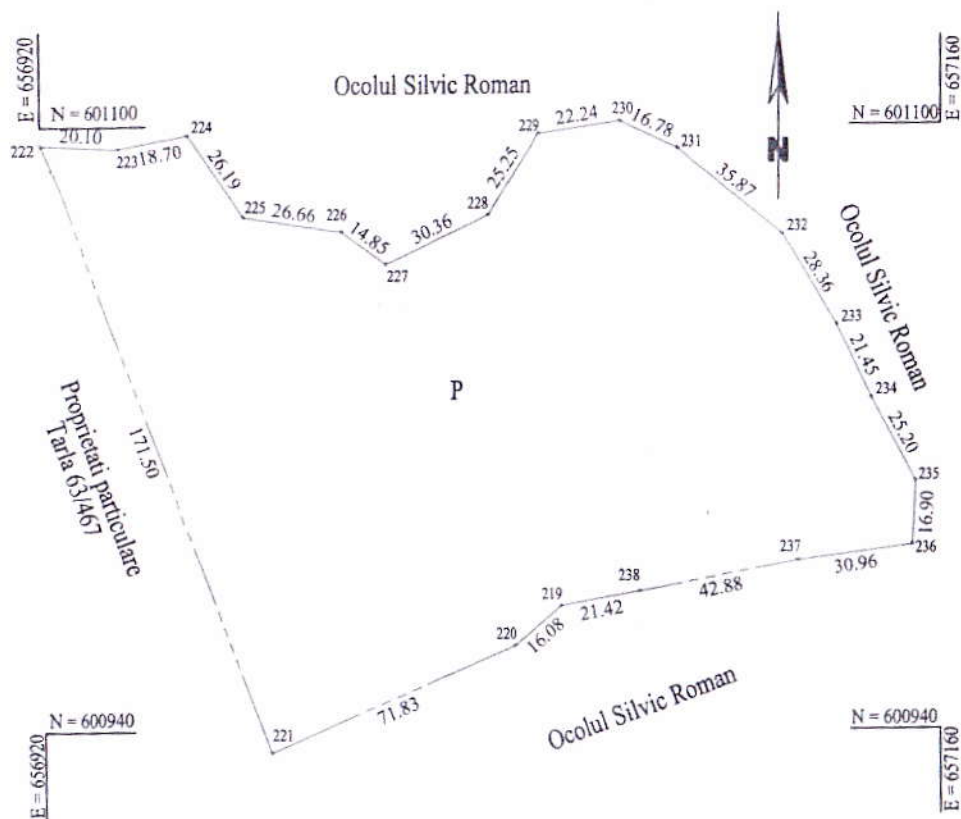 E = 656920
N = 601100
Ocolul Silvic Roman
E = 657160
N = 601100
N
222
20.10
223
18.70
224
26.19
225
26.66
226
14.85
227
30.36
228
25.25
229
22.24
230
16.78
231
35.87
232
28.36
233
21.45
234
25.20
235
16.90
236
Ocolul Silvic Roman
P
Proprietati particulare
Tarla 63/467
171.50
30.96
237
42.88
238
21.42
219
16.08
220
71.83
221
Ocolul Silvic Roman
N = 600940
E = 656920
N = 600940
E = 657160